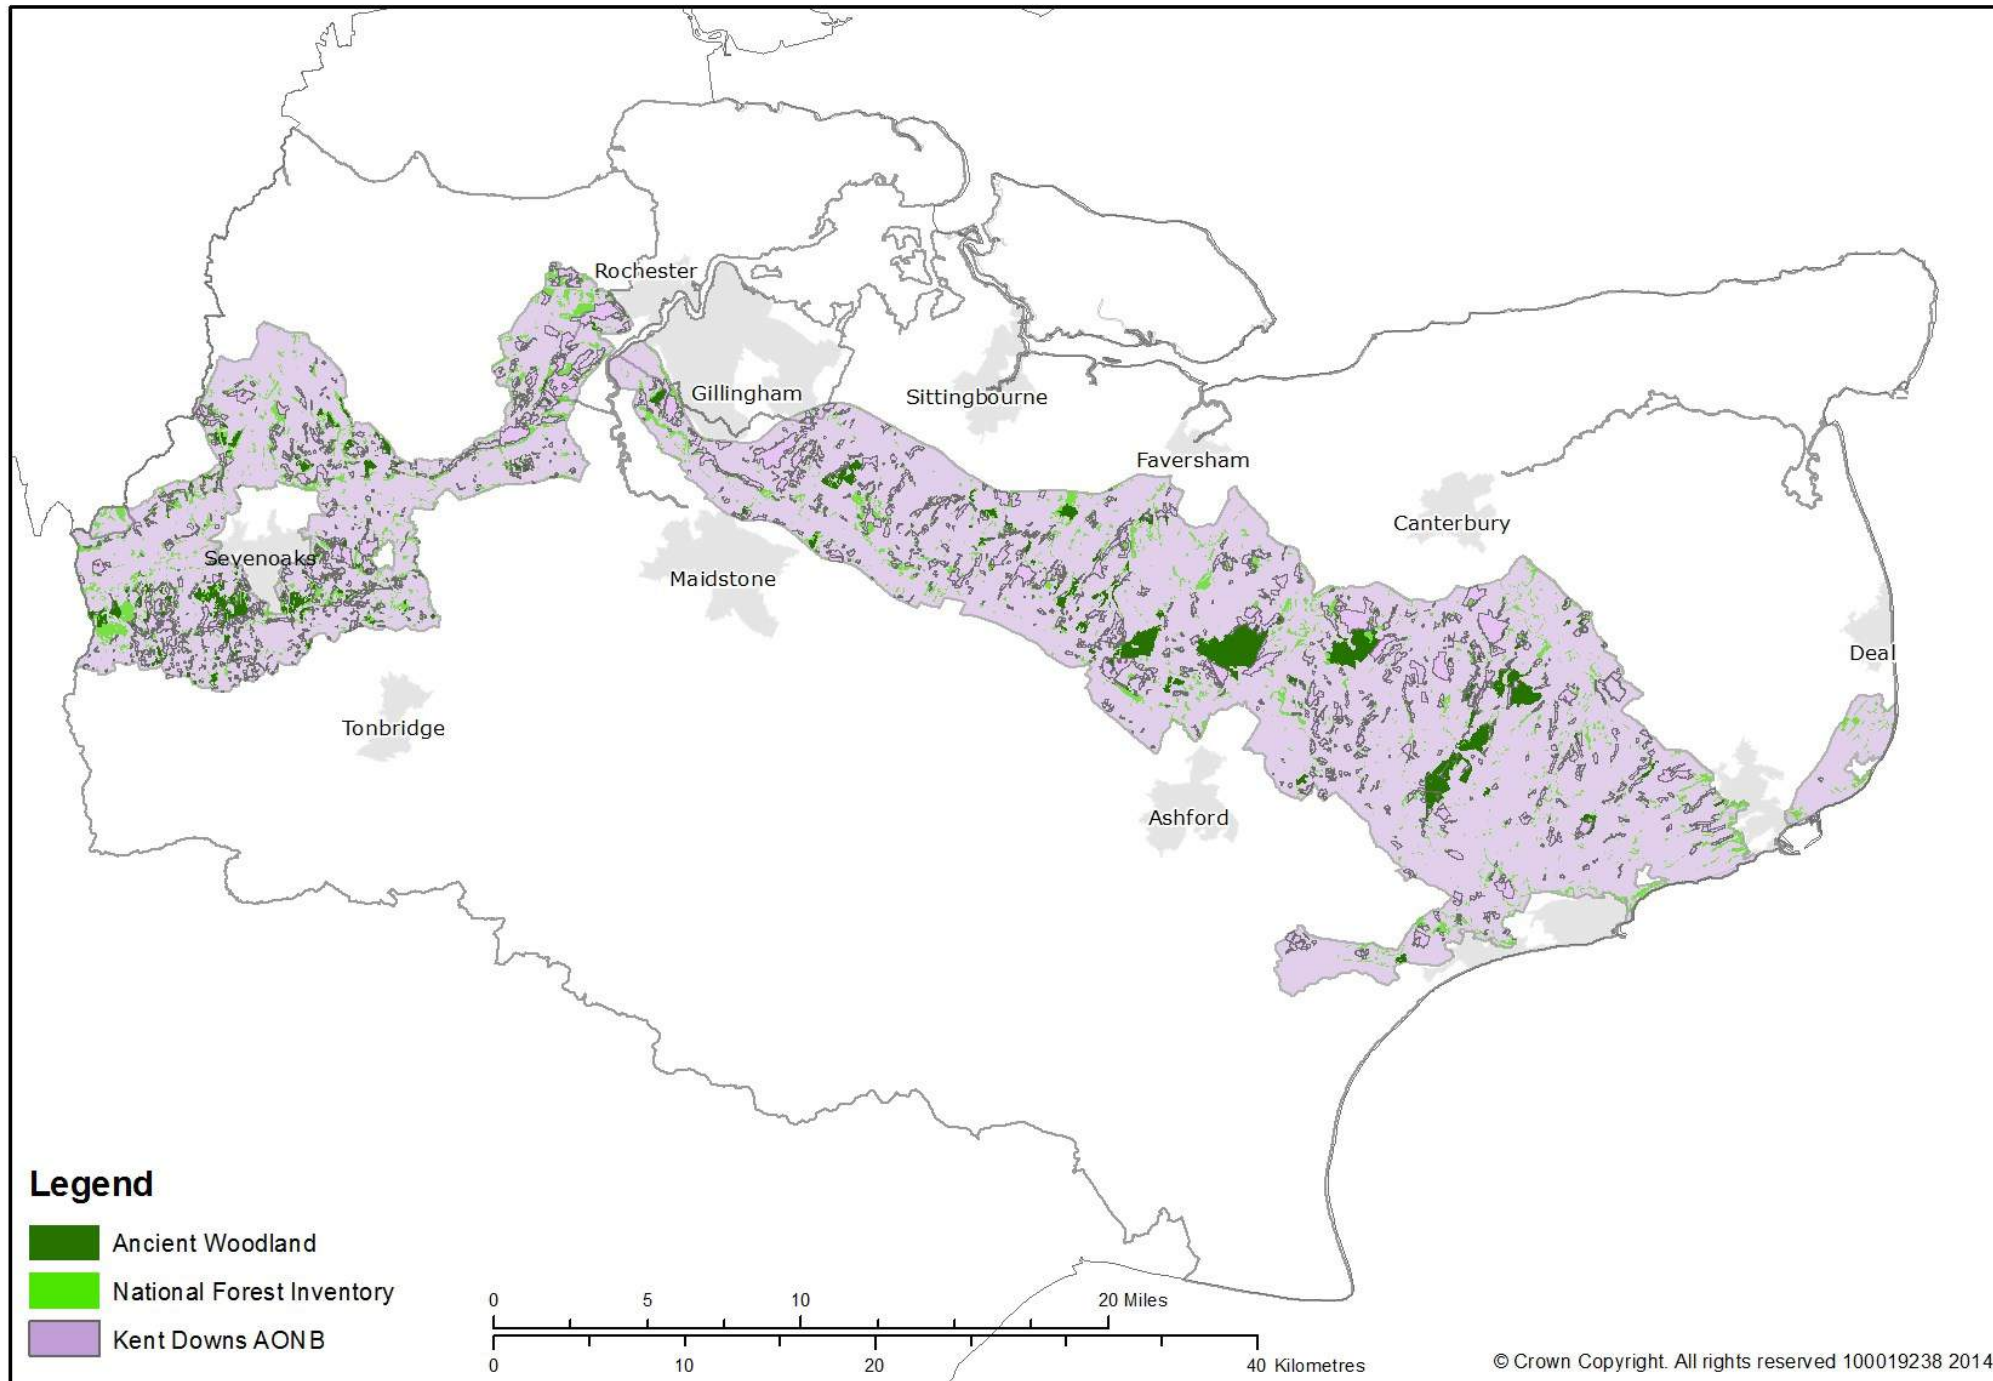 Rochester
Gillingham
Sittingbourne
Faversham
Canterbury
Sevenoaks
Maidstone
Deal
Tonbridge
Ashford
Legend
Ancient Woodland
National Forest Inventory
Kent Downs AONB
0 5 10 20 Miles
0 10 20 40 Kilometres
© Crown Copyright. All rights reserved 100019238 2014